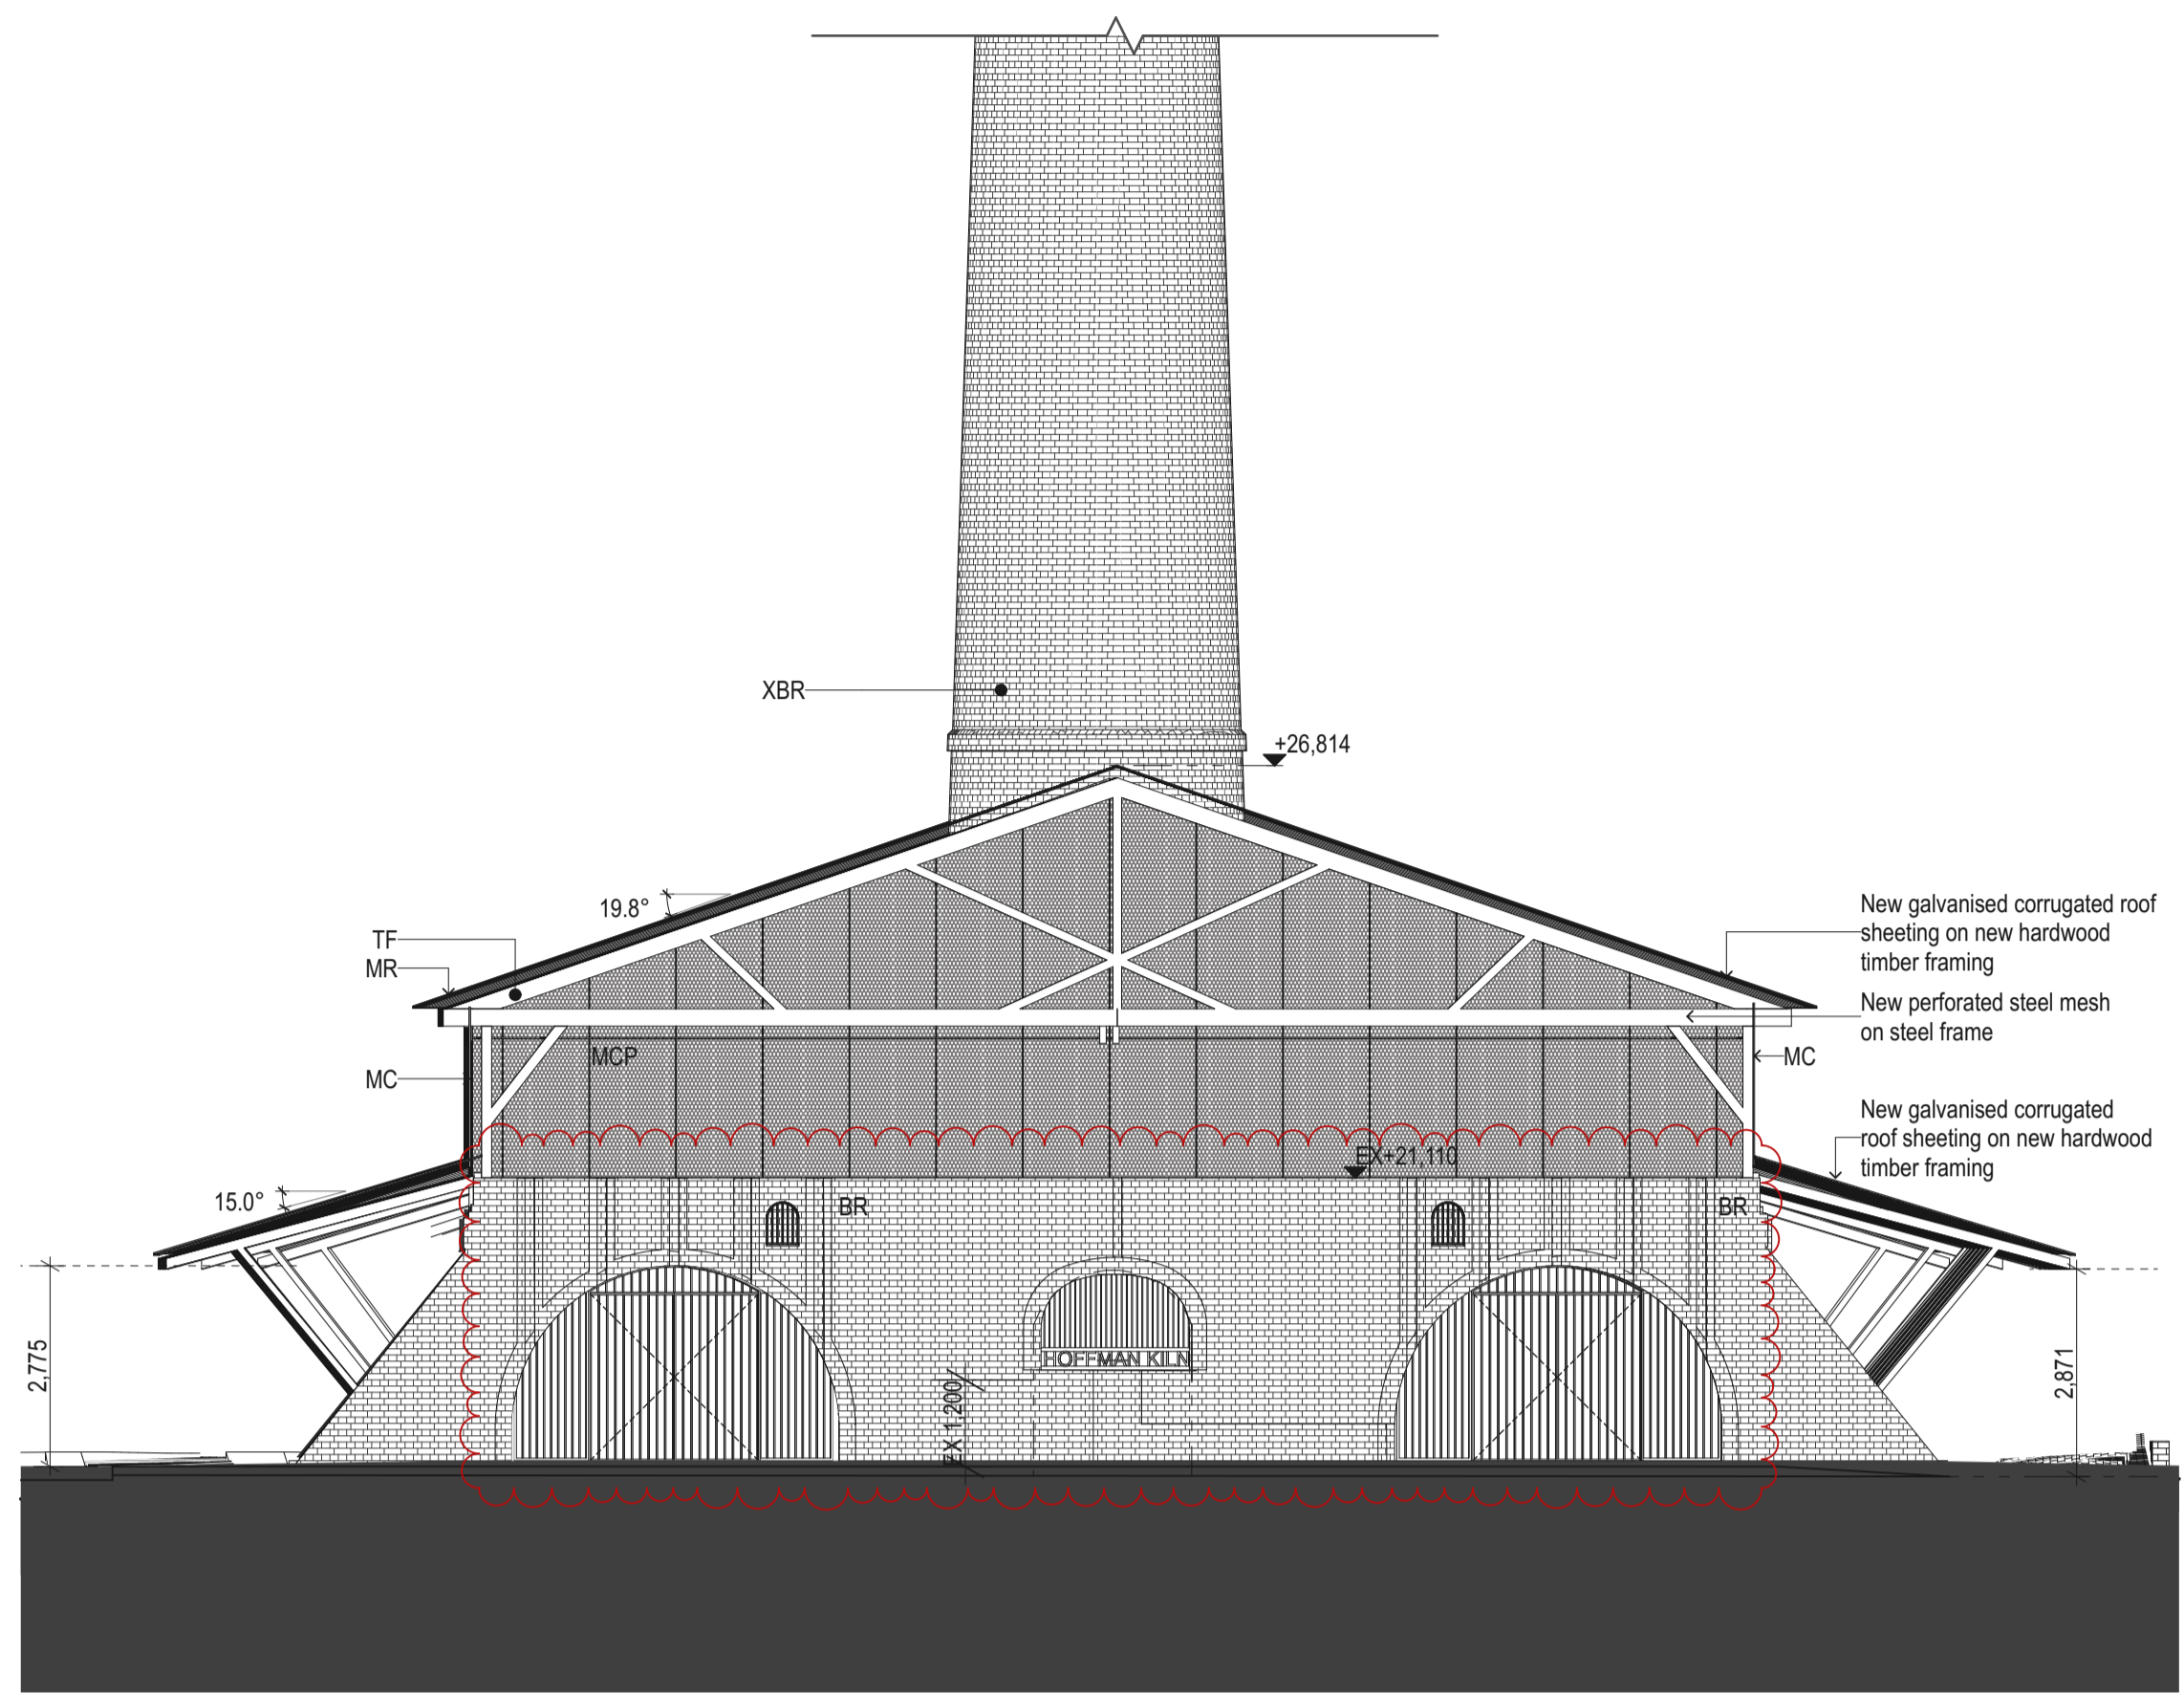 XBR
+26,814
19.8°
TF
MR
New galvanised corrugated roof
sheeting on new hardwood
timber framing
New perforated steel mesh
on steel frame
MCP
MC
MC
New galvanised corrugated
roof sheeting on new hardwood
timber framing
EX+21,110
15.0°
BR
BR
HOFFMAN KILN
2,775
EX 1,200
2,871